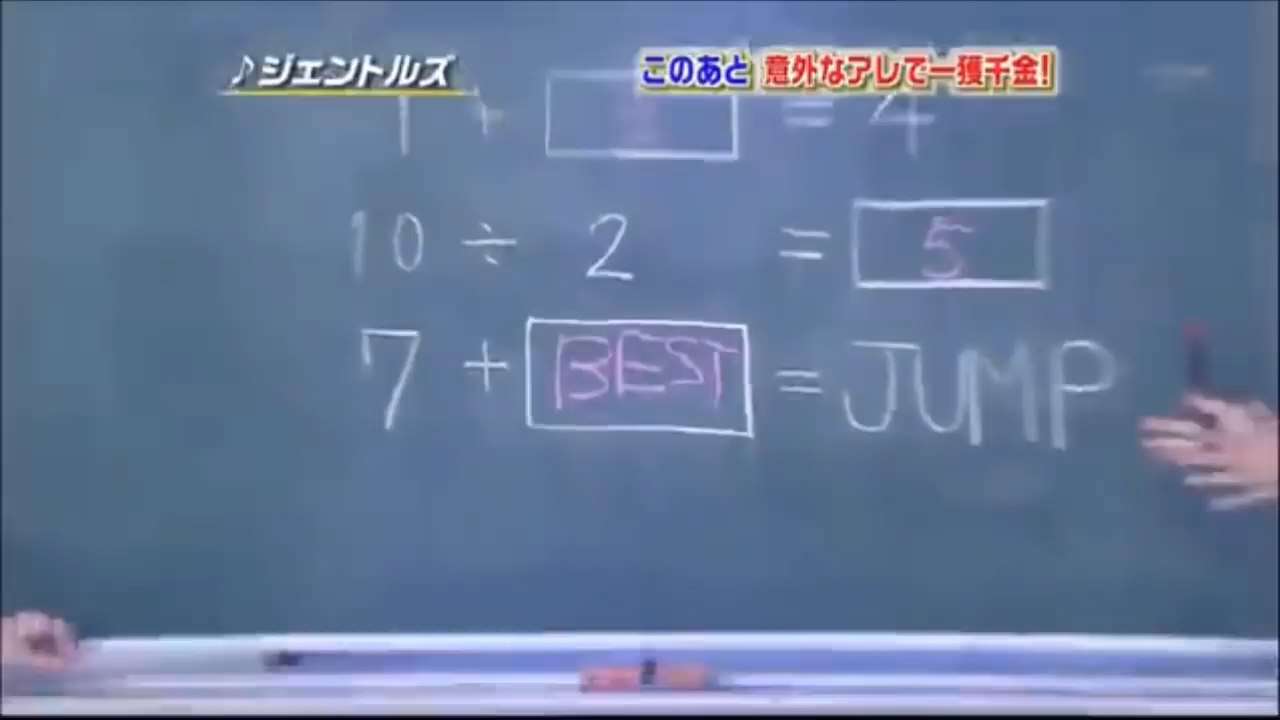 ♪ジェントルズ
このあと 意外なアレで一獲千金!
1 + 3 = 4
10 ÷ 2 = 5
7 + BEST = JUMP